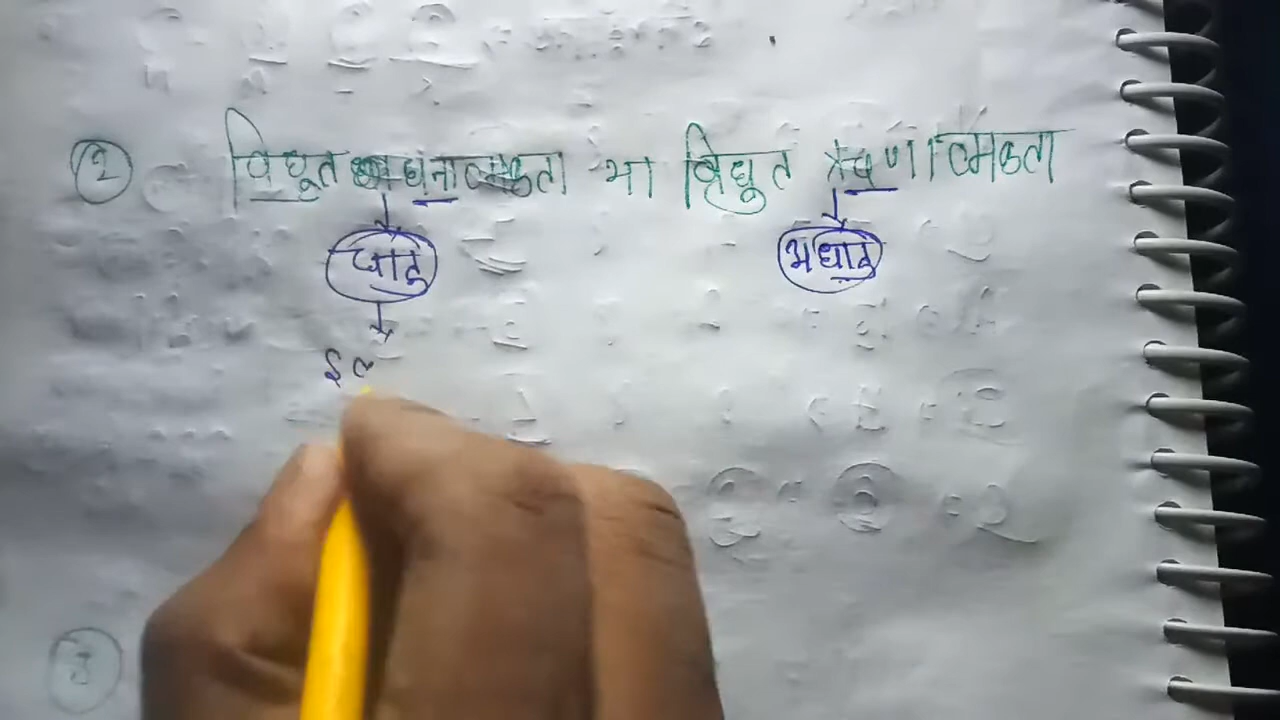 ② विधुत धनात्मकता या विधुत ऋणात्मकता
धातु अधातु